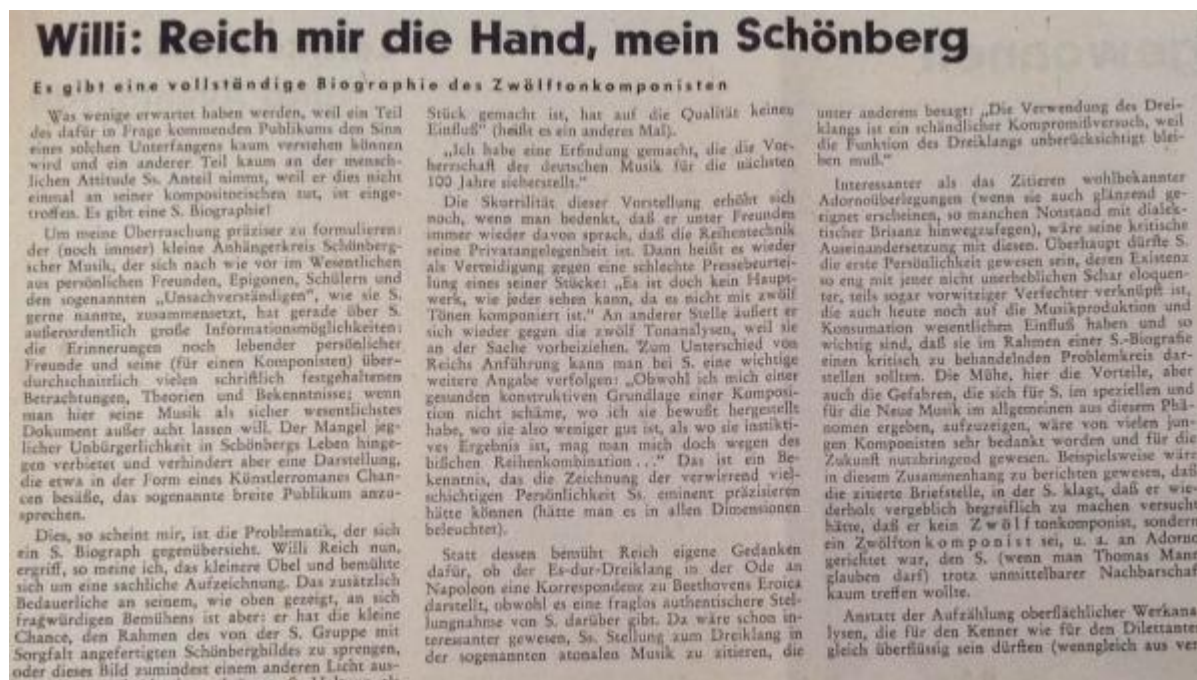 Willi: Reich mir die Hand, mein Schönberg
Es gibt eine vollständige Biographie des Zwölftonkomponisten
Was wenige erwartet haben werden, weil ein Teil
des dafür in Frage kommenden Publikums den Sinn
eines solchen Unterfangens kaum verstehen können
wird und ein anderer Teil kaum an der mensch-
lichen Attitude Ss. Anteil nimmt, weil er dies nicht
einmal an seiner kompositorischen tut, ist einge-
troffen. Es gibt eine S. Biographie!
Um meine Überraschung präziser zu formulieren:
der (noch immer) kleine Anhängerkreis Schönberg-
scher Musik, der sich nach wie vor im Wesentlichen
aus persönlichen Freunden, Epigonen, Schülern und
den sogenannten „Unsachverständigen“, wie sie S.
gerne nannte, zusammensetzt, hat gerade über S.
außerordentlich große Informationsmöglichkeiten:
die Erinnerungen noch lebender persönlicher
Freunde und seine (für einen Komponisten) über-
durchschnittlich vielen schriftlich festgehaltenen
Betrachtungen, Theorien und Bekenntnisse; wenn
man hier seine Musik als sicher wesentlichstes
Dokument außer acht lassen will. Der Mangel jeg-
licher Unbürgerlichkeit in Schönbergs Leben hinge-
gen verbietet und verhindert aber eine Darstellung,
die etwa in der Form eines Künstlerromanes Chan-
cen besäße, das sogenannte breite Publikum anzu-
sprechen.
Dies, so scheint mir, ist die Problematik, der sich
ein S. Biograph gegenübersieht. Willi Reich nun,
ergriff, so meine ich, das kleinere Übel und bemühte
sich um eine sachliche Aufzeichnung. Das zusätzlich
Bedauerliche an seinem, wie oben gezeigt, an sich
fragwürdigen Bemühens ist aber: er hat die kleine
Chance, den Rahmen des von der S. Gruppe mit
Sorgfalt angefertigten Schönbergbildes zu sprengen,
oder dieses Bild zumindest einem anderen Licht aus-
Stück gemacht ist, hat auf die Qualität keinen
Einfluß“ (heißt es ein anderes Mal).
„Ich habe eine Erfindung gemacht, die die Vor-
herrschaft der deutschen Musik für die nächsten
100 Jahre sicherstellt.“
Die Skurrilität dieser Vorstellung erhöht sich
noch, wenn man bedenkt, daß er unter Freunden
immer wieder davon sprach, daß die Reihentechnik
seine Privatangelegenheit ist. Dann heißt es wieder
als Verteidigung gegen eine schlechte Pressebeurtei-
lung eines seiner Stücke: „Es ist doch kein Haupt-
werk, wie jeder sehen kann, da es nicht mit zwölf
Tönen komponiert ist.“ An anderer Stelle äußert er
sich wieder gegen die zwölf Tonanalysen, weil sie
an der Sache vorbeiziehen. Zum Unterschied von
Reichs Anführung kann man bei S. eine wichtige
weitere Angabe verfolgen: „Obwohl ich mich einer
gesunden konstruktiven Grundlage einer Komposi-
tion nicht schäme, wo ich sie bewußt hergestellt
habe, wo sie also weniger gut ist, als wo sie instikti-
ves Ergebnis ist, mag man mich doch wegen des
bißchen Reihenkombination...“ Das ist ein Be-
kenntnis, das die Zeichnung der verwirrend viel-
schichtigen Persönlichkeit Ss. eminent präzisieren
hätte können (hätte man es in allen Dimensionen
beleuchtet).
Statt dessen bemüht Reich eigene Gedanken
dafür, ob der Es-dur-Dreiklang in der Ode an
Napoleon eine Korrespondenz zu Beethovens Eroica
darstellt, obwohl es eine fraglos authentischere Stel-
lungnahme von S. darüber gibt. Da wäre schon in-
teressanter gewesen, Ss. Stellung zum Dreiklang in
der sogenannten atonalen Musik zu zitieren, die
unter anderem besagt: „Die Verwendung des Drei-
klangs ist ein schändlicher Kompromißversuch, weil
die Funktion des Dreiklangs unberücksichtigt blei-
ben muß.“
Interessanter als das Zitieren wohlbekannter
Adornoüberlegungen (wenn sie auch glänzend ge-
eignet erscheinen, so manchen Notstand mit dialek-
tischer Brisanz hinwegzufegen), wäre seine kritische
Auseinandersetzung mit diesen. Überhaupt dürfte S.
die erste Persönlichkeit gewesen sein, deren Existenz
so eng mit jener nicht unerheblichen Schar eloquen-
ter, teils sogar vorwitziger Verfechter verknüpft ist,
die auch heute noch auf die Musikproduktion und
Konsumation wesentlichen Einfluß haben und so
wichtig sind, daß sie im Rahmen einer S.-Biografie
einen kritisch zu behandelnden Problemkreis dar-
stellen sollten. Die Mühe, hier die Vorteile, aber
auch die Gefahren, die sich für S. im speziellen und
für die Neue Musik im allgemeinen aus diesem Phä-
nomen ergeben, aufzuzeigen, wäre von vielen jun-
gen Komponisten sehr bedankt worden und für die
Zukunft nutzbringend gewesen. Beispielsweise wäre
in diesem Zusammenhang zu berichten gewesen, daß
die zitierte Briefstelle, in der S. klagt, daß er wie-
derholt vergeblich begreiflich zu machen versucht
hätte, daß er kein Zwölftonkomponist, sondern
ein Zwölftonkomponist sei, u. a. an Adorno
gerichtet war, den S. (wenn man Thomas Mann
glauben darf) trotz unmittelbarer Nachbarschaf
kaum treffen wollte.
Anstatt der Aufzählung oberflächlicher Werkana
lysen, die für den Kenner wie für den Dilettanten
gleich überflüssig sein dürften (wenngleich aus ver